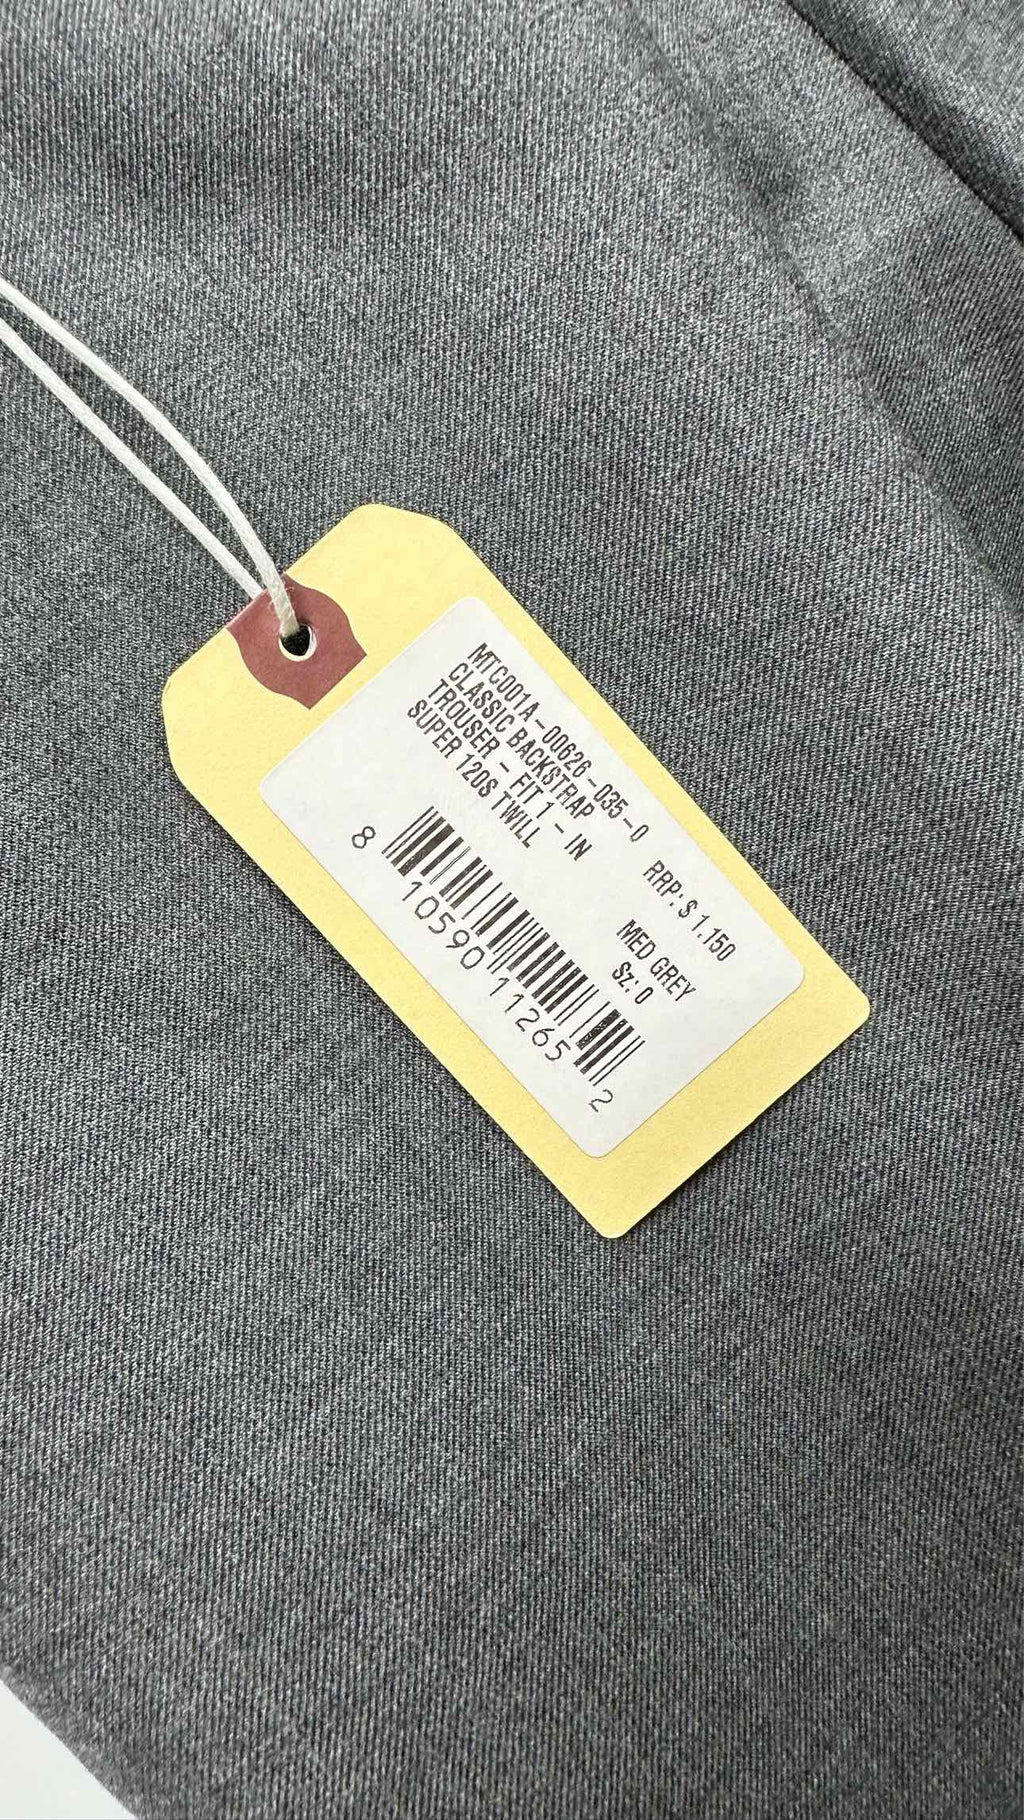 MTC001A-00626-035-0
CLASSIC BACKSTRAP
TROUSER - FIT 1 - IN
SUPER 120S TWILL
RRP: $ 1.150
MED GREY
Sz: 0
8 10590 11265 2